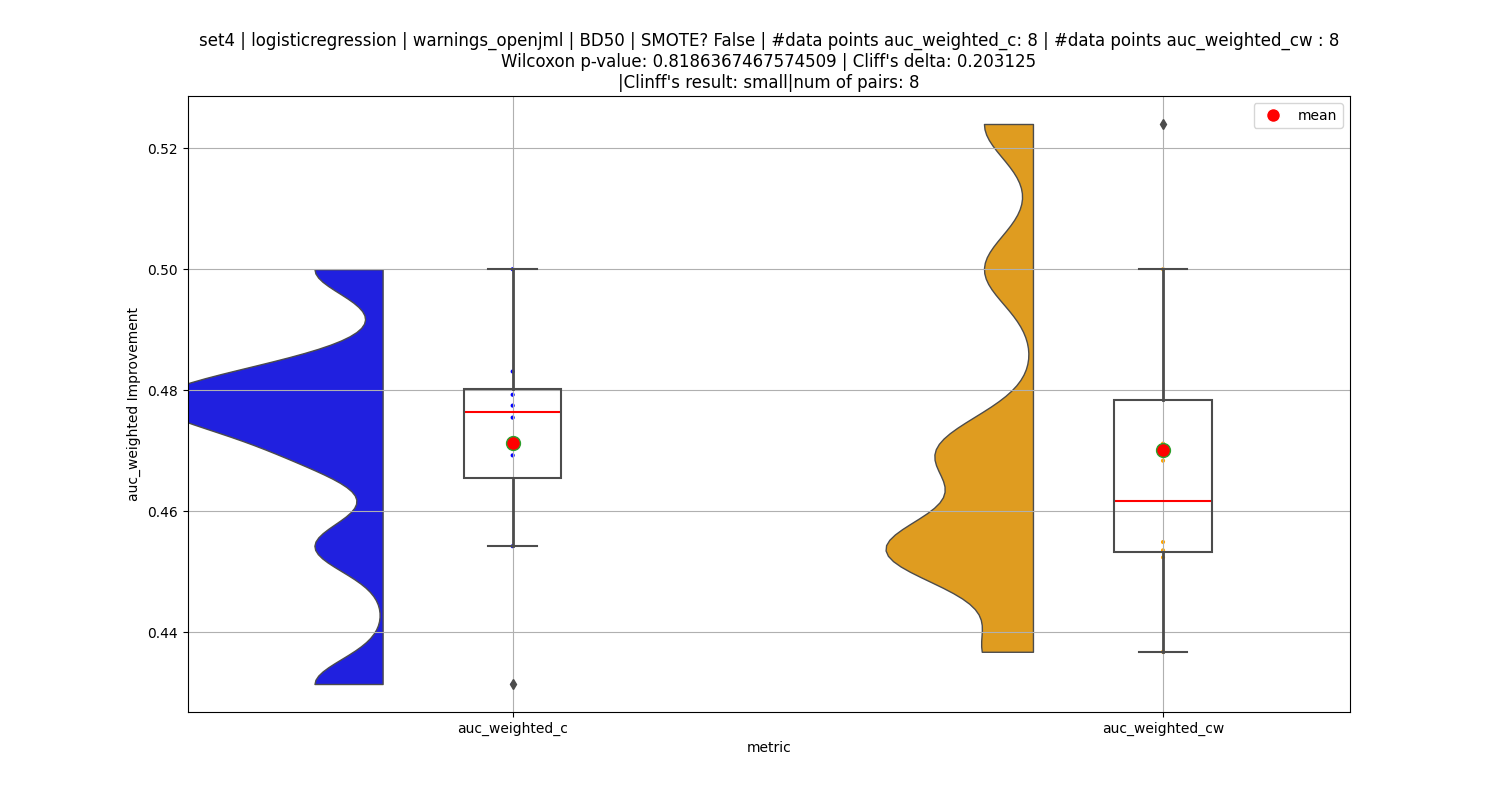 set4 | logisticregression | warnings_openjml | BD50 | SMOTE? False | #data points auc_weighted_c: 8 | #data points auc_weighted_cw : 8
Wilcoxon p-value: 0.8186367467574509 | Cliff's delta: 0.203125
|Clinff's result: small|num of pairs: 8
mean
0.52
0.50
0.48
0.46
0.44
auc_weighted Improvement
auc_weighted_c
auc_weighted_cw
metric